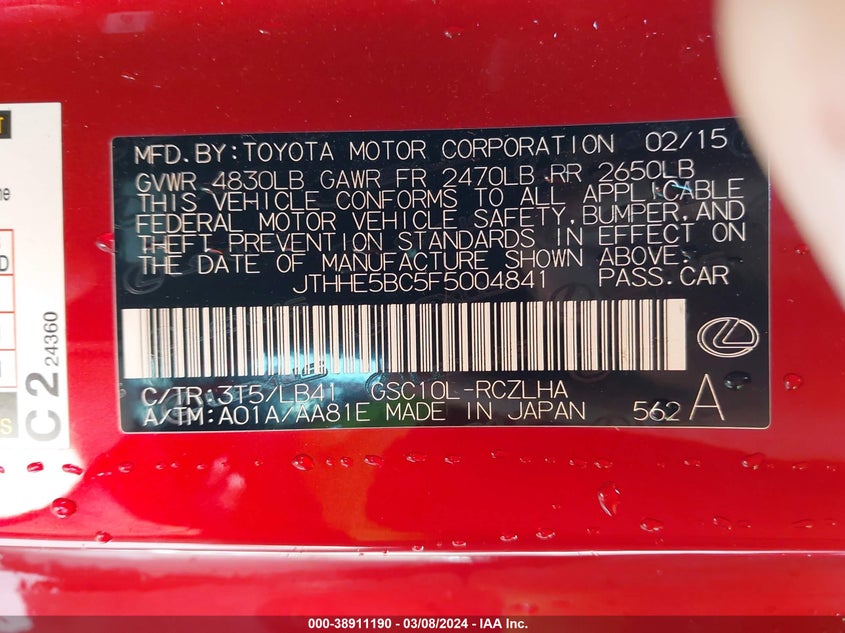 MFD.BY:TOYOTA MOTOR CORPORATION 02/15
GVWR 4830LB GAWR FR 2470LB RR 2650LB
THIS VEHICLE CONFORMS TO ALL APPLICABLE
FEDERAL MOTOR VEHICLE SAFETY,BUMPER,AND
THEFT PREVENTION STANDARDS IN EFFECT ON
THE DATE OF MANUFACTURE SHOWN ABOVE.
JTHHE5BC5F5004841 PASS.CAR
C/TR:3T5/LB41 GSC10L-RCZLHA
A/TM:A01A/AA81E MADE IN JAPAN 562 A
C2 24360
000-38911190 - 03/08/2024 - IAA Inc.